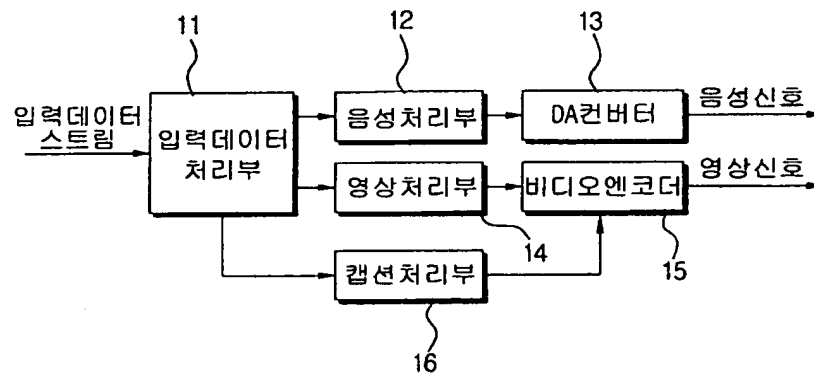 11
12
13
입력데이터
스트림
입력데이터
처리부
음성처리부
DA컨버터
음성신호
영상처리부
비디오엔코더
영상신호
14
15
캡션처리부
16